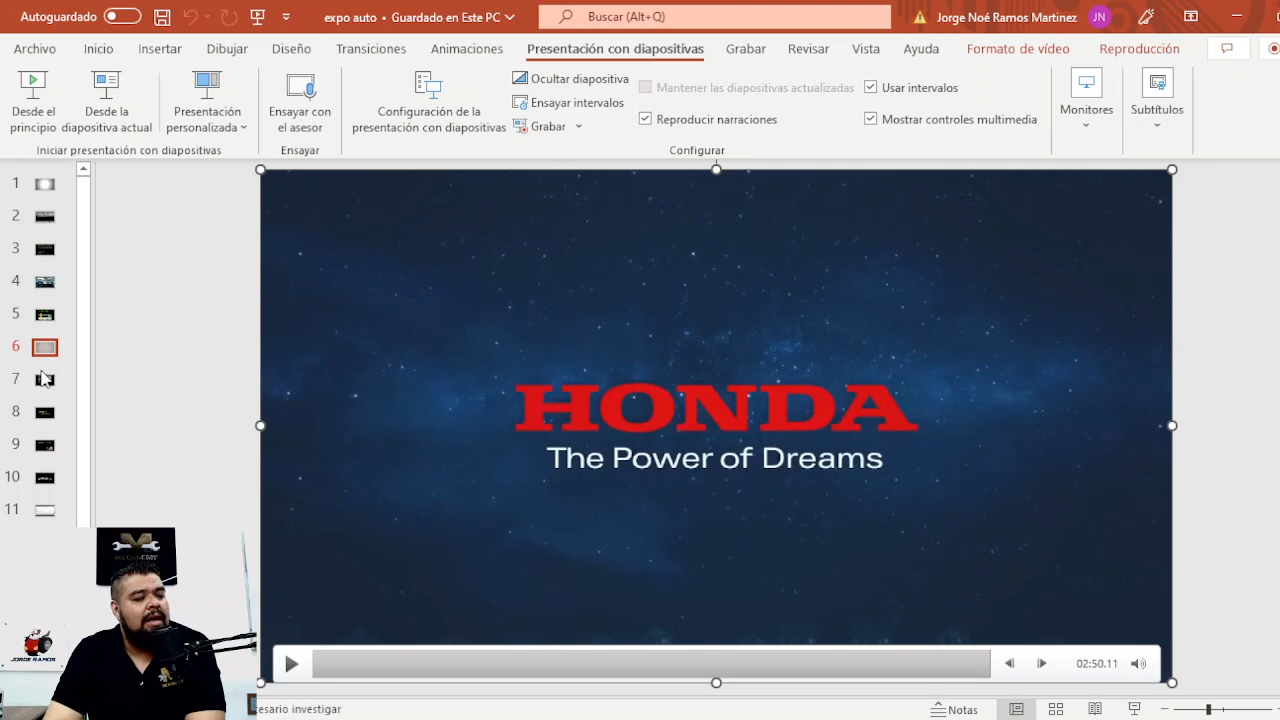 Autoguardado
expo auto • Guardado en Este PC
Buscar (Alt+Q)
Jorge Noé Ramos Martinez
JN
Archivo Inicio Insertar Dibujar Diseño Transiciones Animaciones Presentación con diapositivas Grabar Revisar Vista Ayuda Formato de vídeo Reproducción
Desde el principio
Desde la diapositiva actual
Presentación personalizada
Iniciar presentación con diapositivas
Ensayar con el asesor
Ensayar
Configuración de la presentación con diapositivas
Ocultar diapositiva
Ensayar intervalos
Grabar
Mantener las diapositivas actualizadas
Reproducir narraciones
Usar intervalos
Mostrar controles multimedia
Configurar
Monitores
Subtítulos
1
2
3
4
5
6
7
8
9
10
11
HONDA
The Power of Dreams
02:50.11
JORGE RAMOS
cesario investigar
Notas